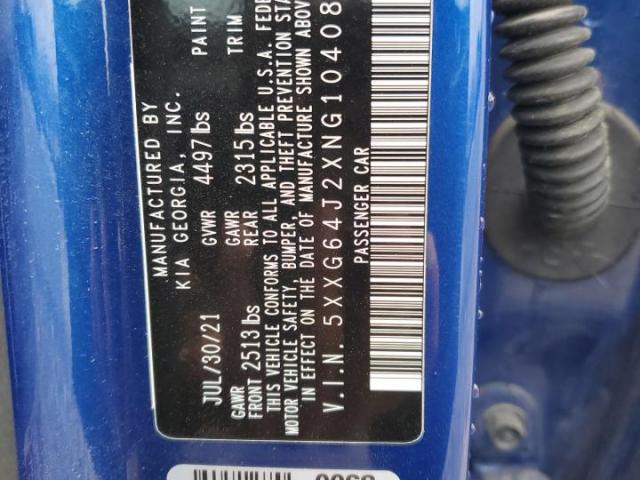 MANUFACTURED BY
KIA GEORGIA, INC.
JUL/30/21 GVWR 4497lbs PAINT
GAWR GAWR TRIM
FRONT 2513lbs REAR 2315lbs
THIS VEHICLE CONFORMS TO ALL APPLICABLE U.S.A. FEDE
MOTOR VEHICLE SAFETY, BUMPER, AND THEFT PREVENTION STA
IN EFFECT ON THE DATE OF MANUFACTURE SHOWN ABOV
V.I.N. 5XXG64J2XNG10408
PASSENGER CAR